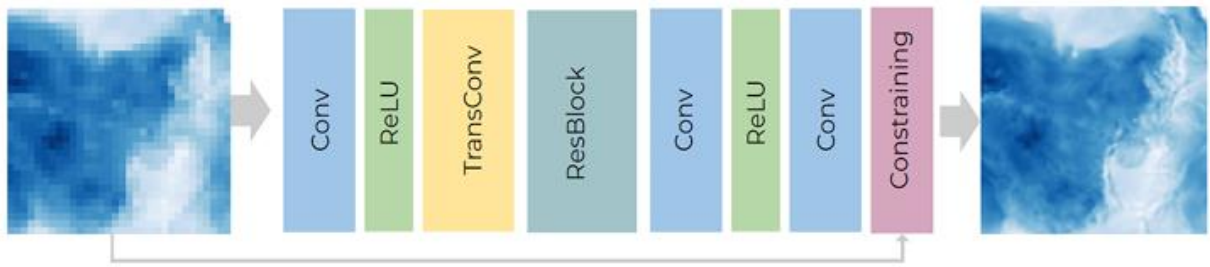 Conv
ReLU
TransConv
ResBlock
Conv
ReLU
Conv
Constraining